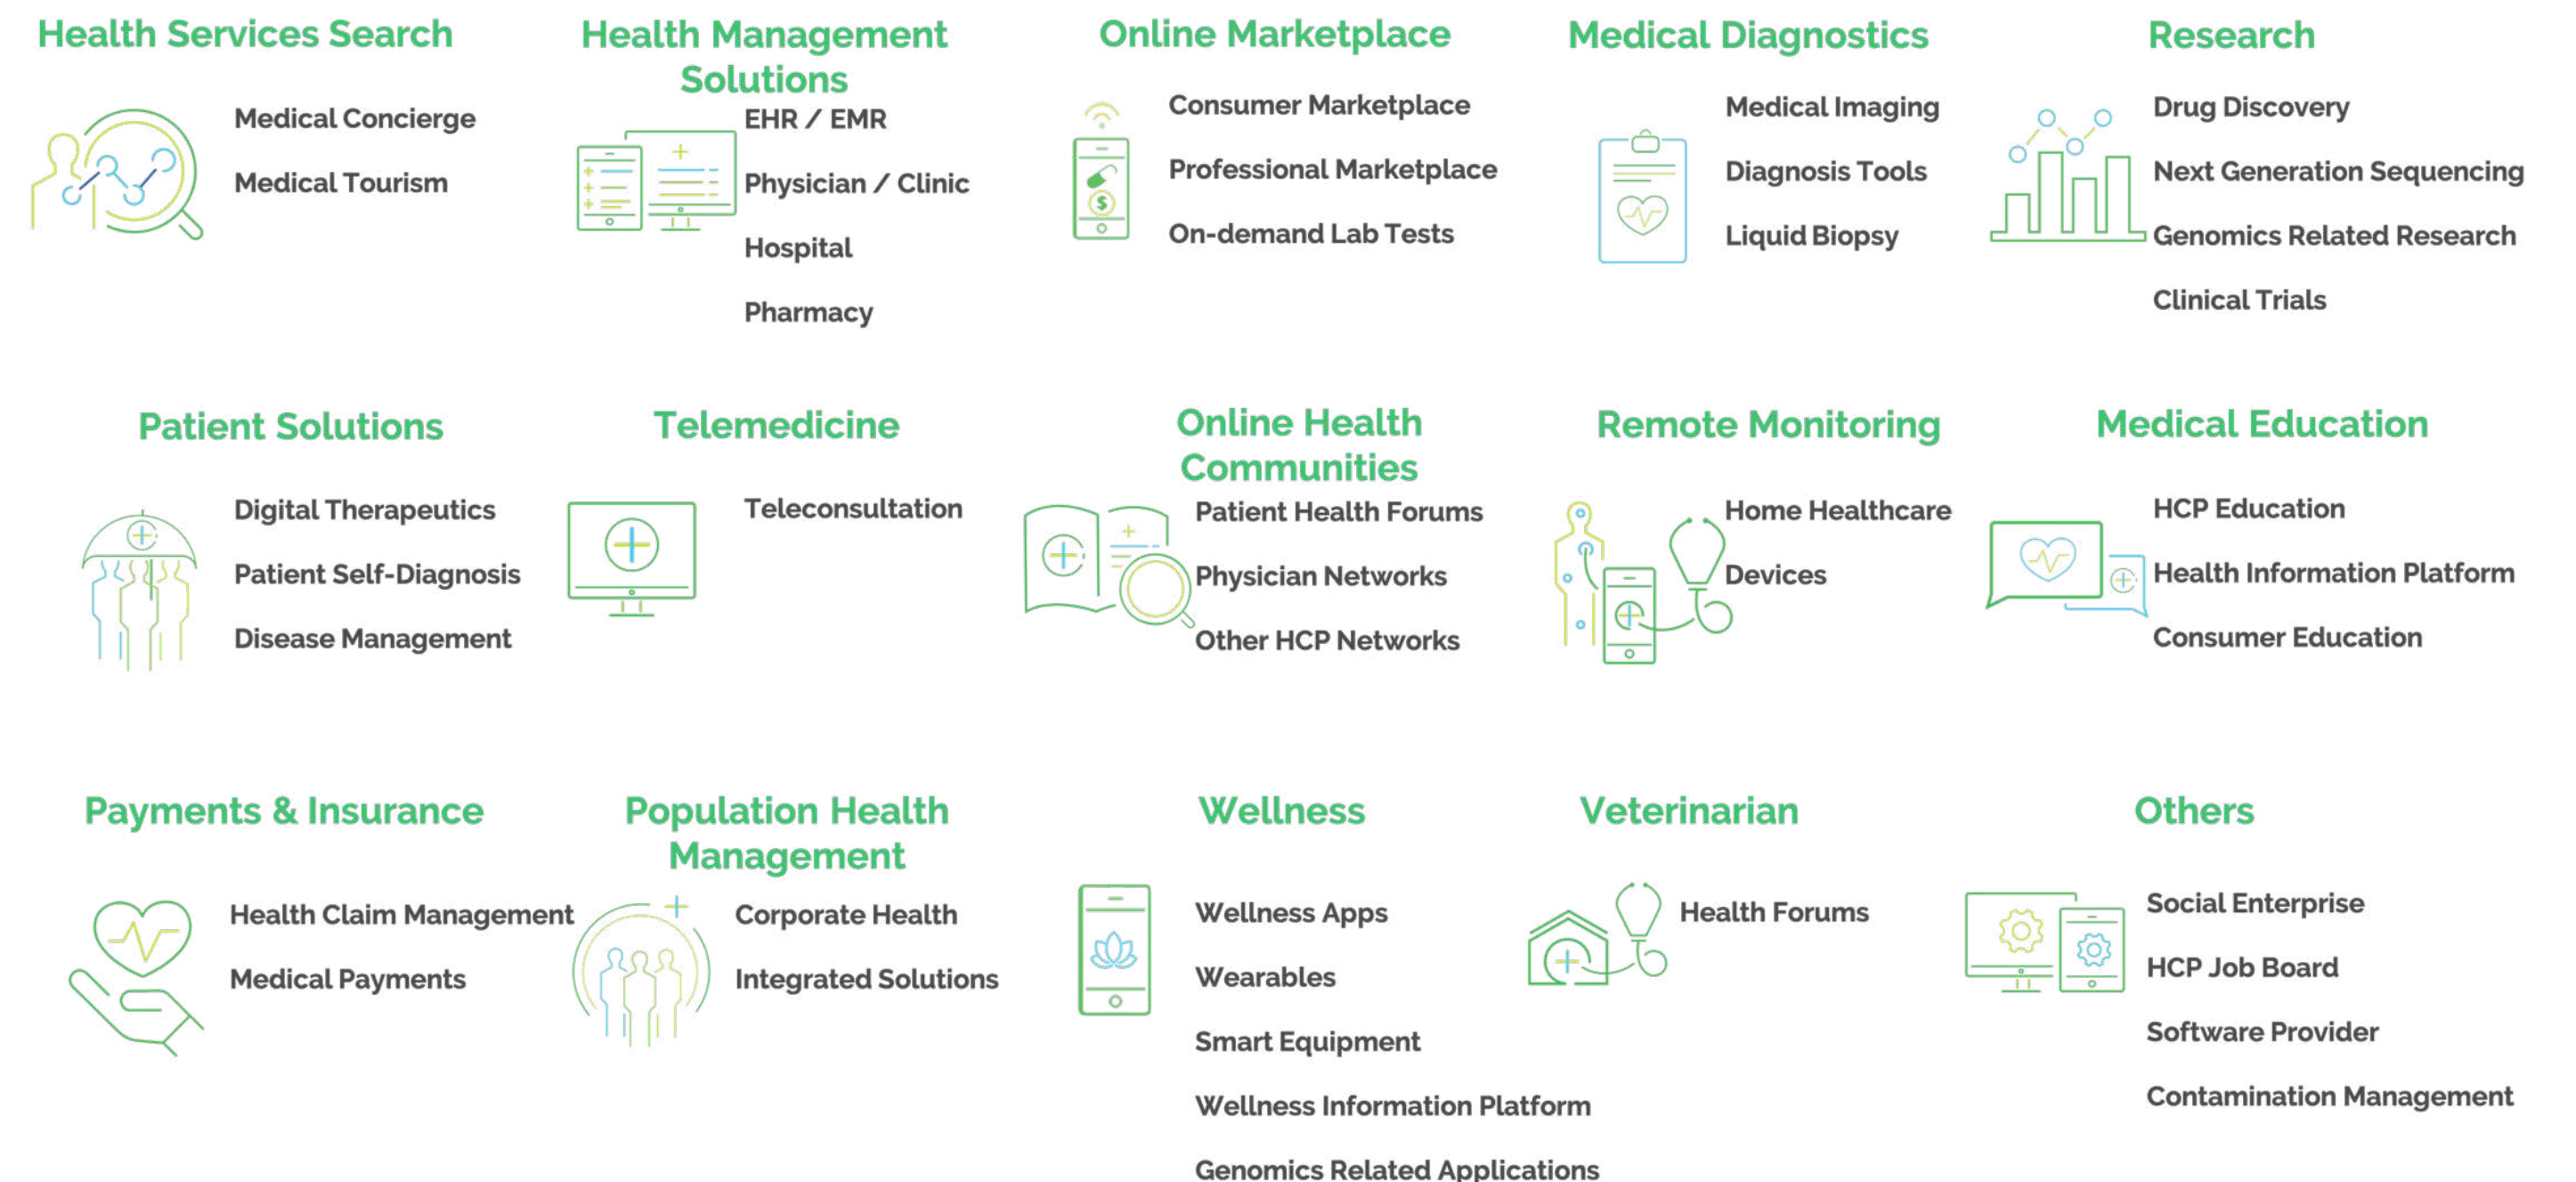 Health Services Search
Medical Concierge
Medical Tourism
Health Management
Solutions
EHR / EMR
Physician / Clinic
Hospital
Pharmacy
Online Marketplace
Consumer Marketplace
Professional Marketplace
On-demand Lab Tests
Medical Diagnostics
Medical Imaging
Diagnosis Tools
Liquid Biopsy
Research
Drug Discovery
Next Generation Sequencing
Genomics Related Research
Clinical Trials
Patient Solutions
Digital Therapeutics
Patient Self-Diagnosis
Disease Management
Telemedicine
Teleconsultation
Online Health
Communities
Patient Health Forums
Physician Networks
Other HCP Networks
Remote Monitoring
Home Healthcare
Devices
Medical Education
HCP Education
Health Information Platform
Consumer Education
Payments & Insurance
Health Claim Management
Medical Payments
Population Health
Management
Corporate Health
Integrated Solutions
Wellness
Wellness Apps
Wearables
Smart Equipment
Wellness Information Platform
Genomics Related Applications
Veterinarian
Health Forums
Others
Social Enterprise
HCP Job Board
Software Provider
Contamination Management